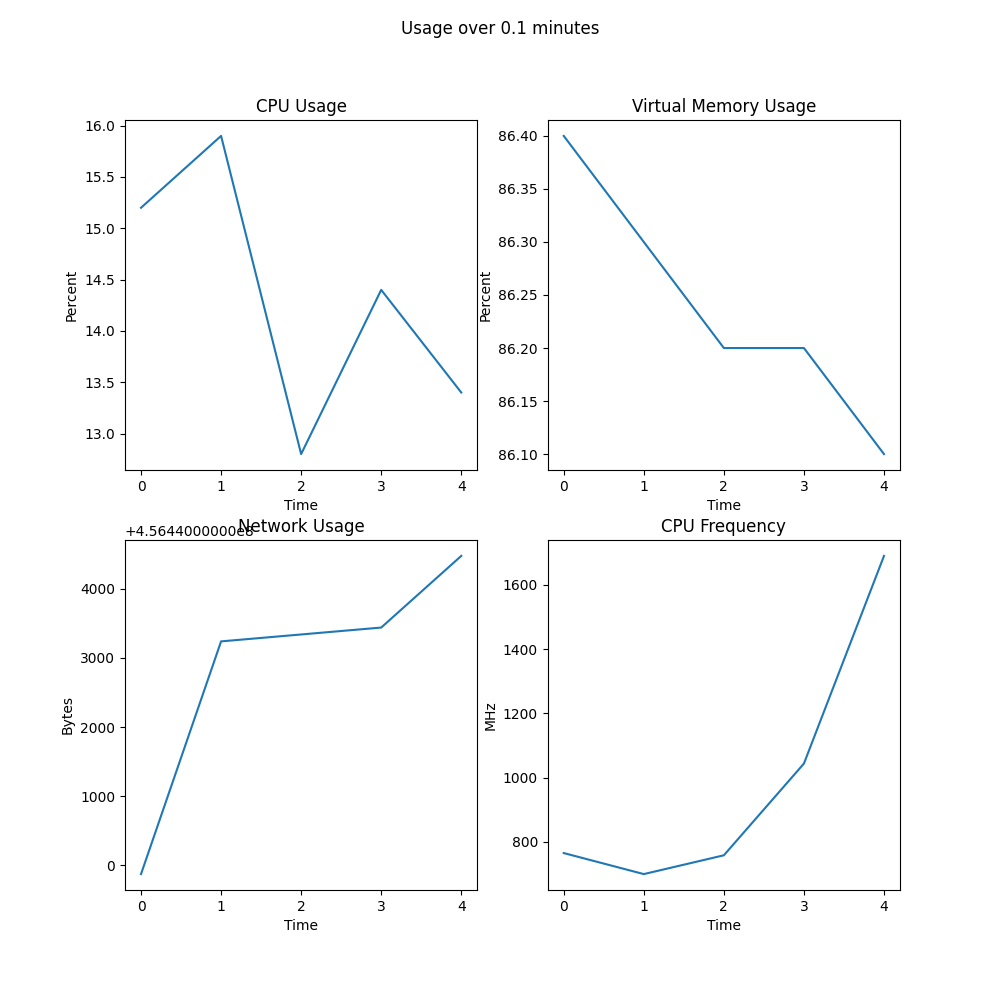 Usage over 0.1 minutes
CPU Usage
16.0
15.5
15.0
14.5
14.0
13.5
13.0
Percent
0 1 2 3 4
Time
Virtual Memory Usage
86.40
86.35
86.30
86.25
86.20
86.15
86.10
Percent
0 1 2 3 4
Time
Network Usage
+4.5644000000e8
4000
3000
2000
1000
0
Bytes
0 1 2 3 4
Time
CPU Frequency
1600
1400
1200
1000
800
MHz
0 1 2 3 4
Time